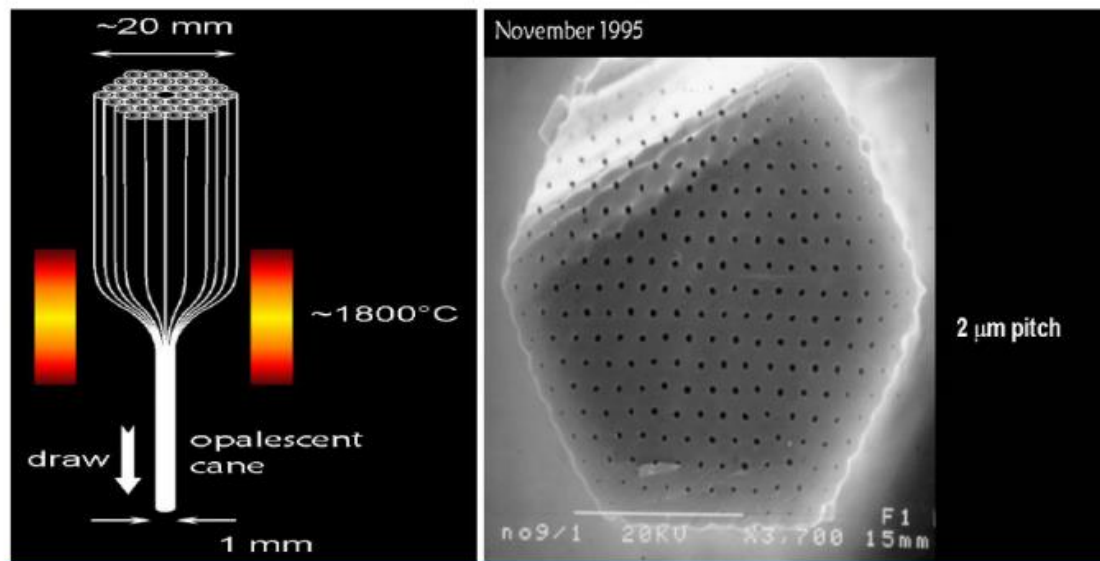 ~20 mm
~1800°C
draw
opalescent
cane
1 mm
November 1995
2 μm pitch
F1
no9/1 20KV X3,700 15mm